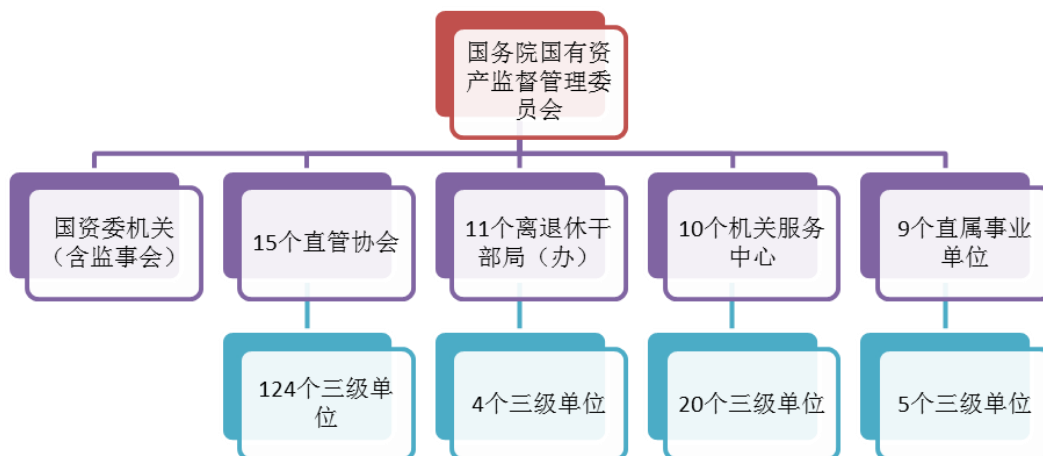 国务院国有资
产监督管理委
员会
国资委机关
（含监事会）
15个直管协会
11个离退休干
部局（办）
10个机关服务
中心
9个直属事业
单位
124个三级单
位
4个三级单位
20个三级单位
5个三级单位